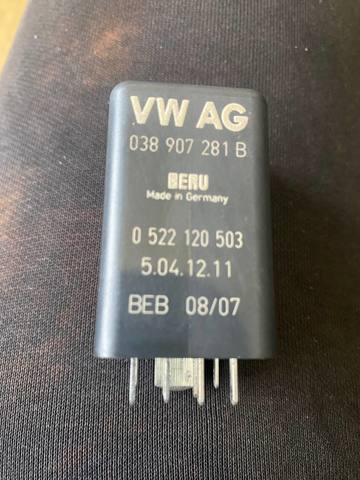 VW AG
038 907 281 B
BERU
Made in Germany
0 522 120 503
5.04.12.11
BEB 08/07